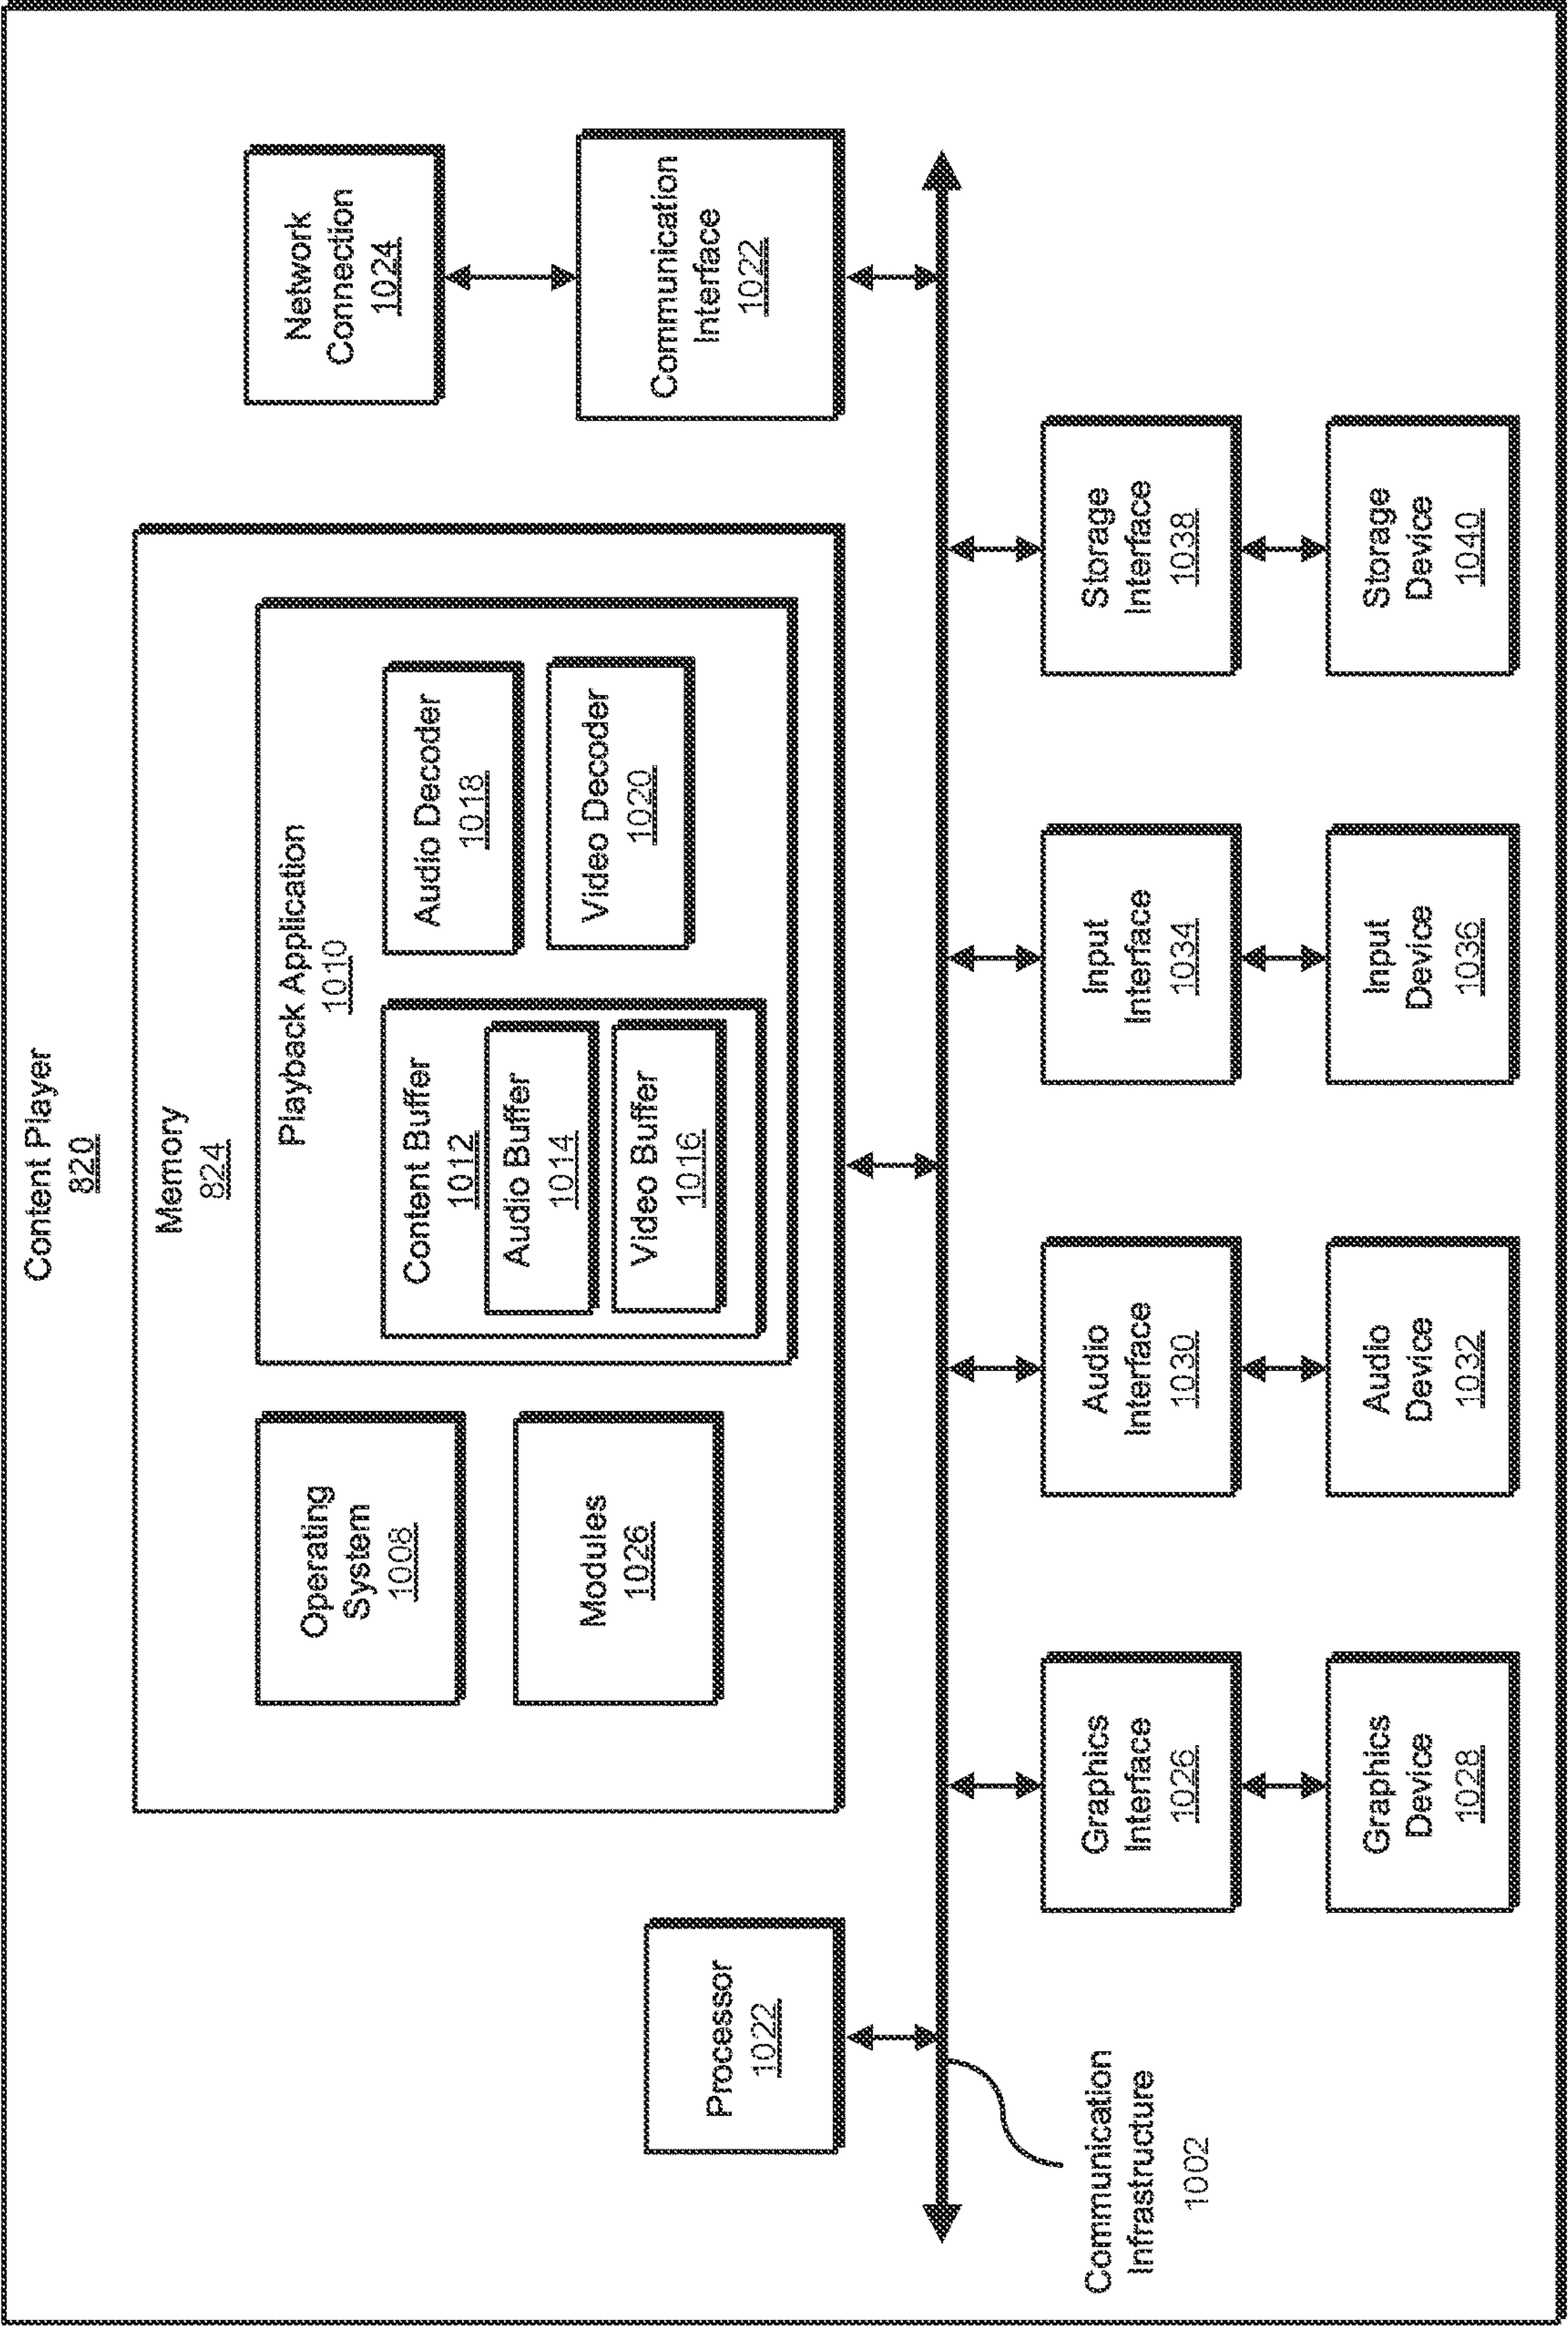 Content Player
820
Memory
824
Operating
System
1008
Modules
1026
Playback Application
1010
Content Buffer
1012
Audio Buffer
1014
Video Buffer
1016
Audio Decoder
1018
Video Decoder
1020
Network
Connection
1024
Communication
Interface
1022
Processor
1022
Communication
Infrastructure
1002
Graphics
Interface
1026
Audio
Interface
1030
Input
Interface
1034
Storage
Interface
1038
Graphics
Device
1028
Audio
Device
1032
Input
Device
1036
Storage
Device
1040